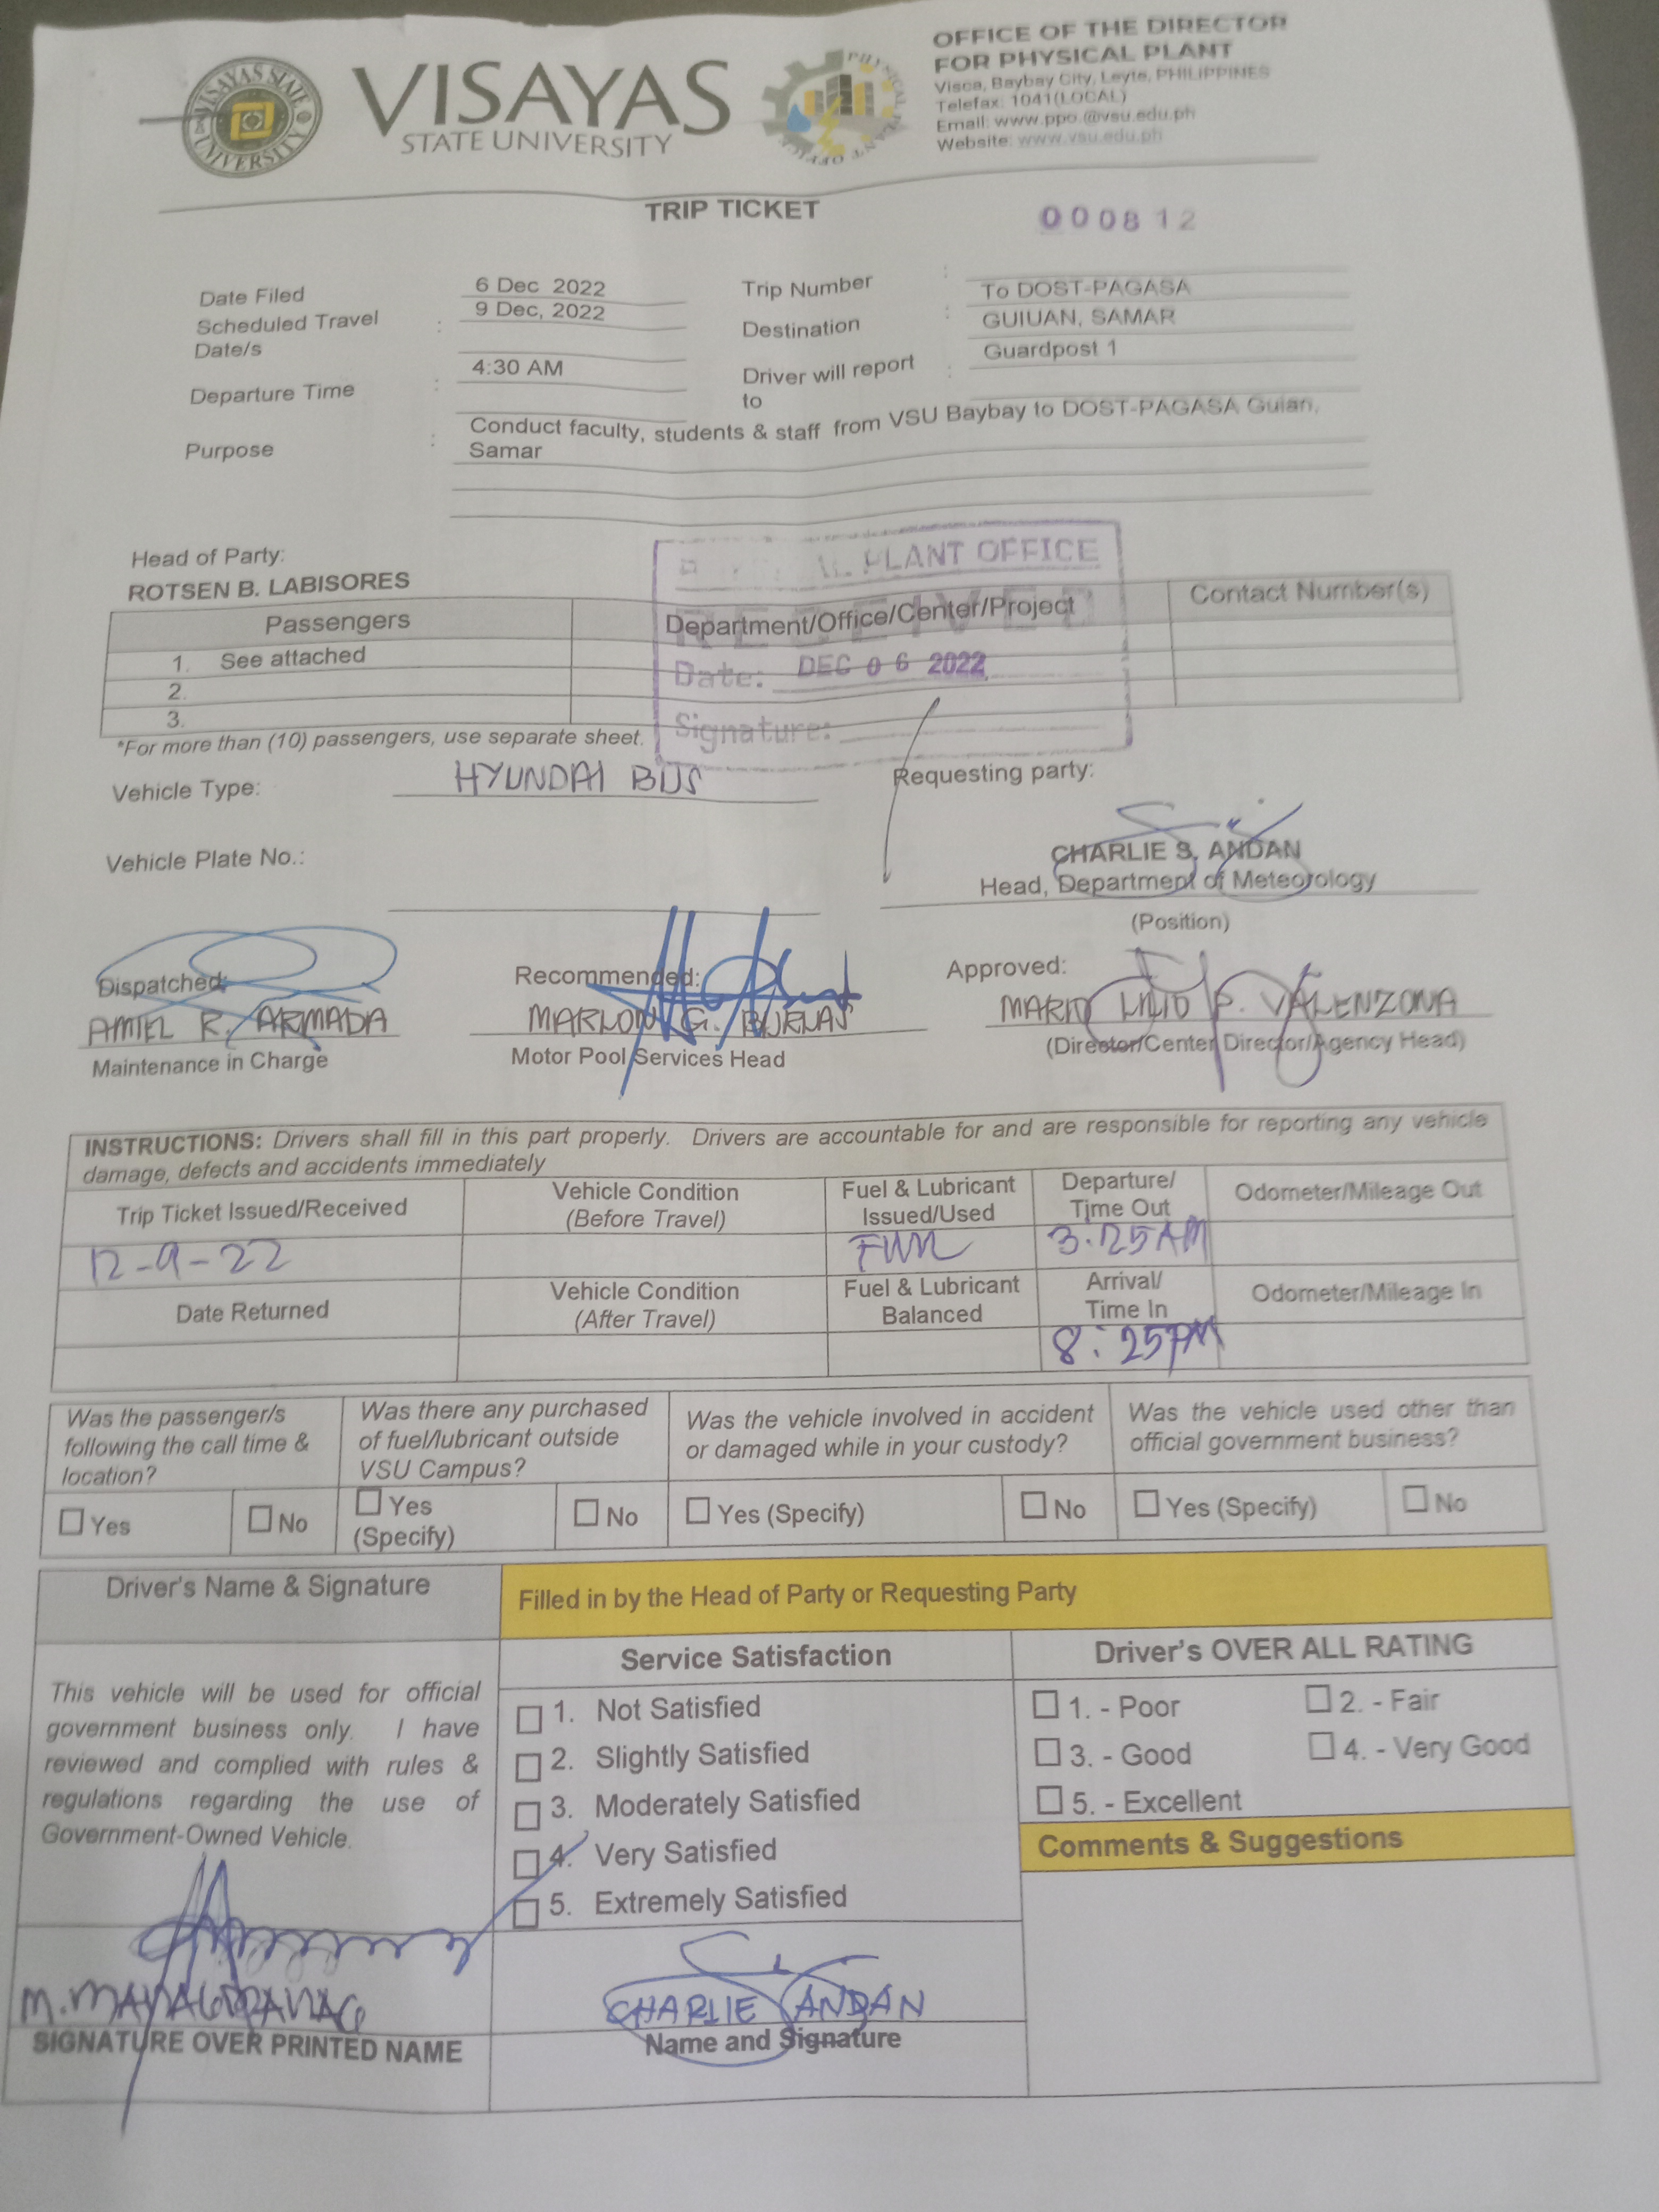 VISAYAS STATE UNIVERSITY
VISAYAS
STATE UNIVERSITY
PHYSICAL PLANT OFFICE
OFFICE OF THE DIRECTOR
FOR PHYSICAL PLANT
Visca, Baybay City, Leyte, PHILIPPINES
Telefax: 1041(LOCAL)
Email: www.ppo.@vsu.edu.ph
Website: www.vsu.edu.ph
TRIP TICKET
000812
Date Filed 6 Dec 2022 Trip Number : To DOST-PAGASA
Scheduled Travel Date/s : 9 Dec, 2022 Destination : GUIUAN, SAMAR
Departure Time : 4:30 AM Driver will report to : Guardpost 1
Purpose : Conduct faculty, students & staff from VSU Baybay to DOST-PAGASA Guian,
Samar
Head of Party:
ROTSEN B. LABISORES
PLANT OFFICE
RECEIVED
Date: DEC 06 2022
Signature:
Passengers Department/Office/Center/Project Contact Number(s)
1. See attached
2.
3.
*For more than (10) passengers, use separate sheet.
Vehicle Type: HYUNDAI BUS
Requesting party:
Vehicle Plate No.:
CHARLIE S. ANDAN
Head, Department of Meteorology
(Position)
Dispatched: Recommended: Approved:
AMIEL R. ARMADA MARLON G. BURLAS MARIO LILIO P. VALENZONA
Maintenance in Charge Motor Pool Services Head (Director/Center Director/Agency Head)
INSTRUCTIONS: Drivers shall fill in this part properly. Drivers are accountable for and are responsible for reporting any vehicle
damage, defects and accidents immediately
Trip Ticket Issued/Received Vehicle Condition (Before Travel) Fuel & Lubricant Issued/Used Departure/ Time Out Odometer/Mileage Out
12-9-22 Full 3:25AM
Date Returned Vehicle Condition (After Travel) Fuel & Lubricant Balanced Arrival/ Time In Odometer/Mileage In
8:25PM
Was the passenger/s following the call time & location?
Was there any purchased of fuel/lubricant outside VSU Campus?
Was the vehicle involved in accident or damaged while in your custody?
Was the vehicle used other than official government business?
Yes No Yes (Specify) No Yes (Specify) No Yes (Specify) No
Driver's Name & Signature
Filled in by the Head of Party or Requesting Party
Service Satisfaction Driver's OVER ALL RATING
This vehicle will be used for official
government business only. I have
reviewed and complied with rules &
regulations regarding the use of
Government-Owned Vehicle.
1. Not Satisfied
2. Slightly Satisfied
3. Moderately Satisfied
4. Very Satisfied
5. Extremely Satisfied
1. - Poor 2. - Fair
3. - Good 4. - Very Good
5. - Excellent
Comments & Suggestions
CHARLIE ANDAN
SIGNATURE OVER PRINTED NAME
Name and Signature